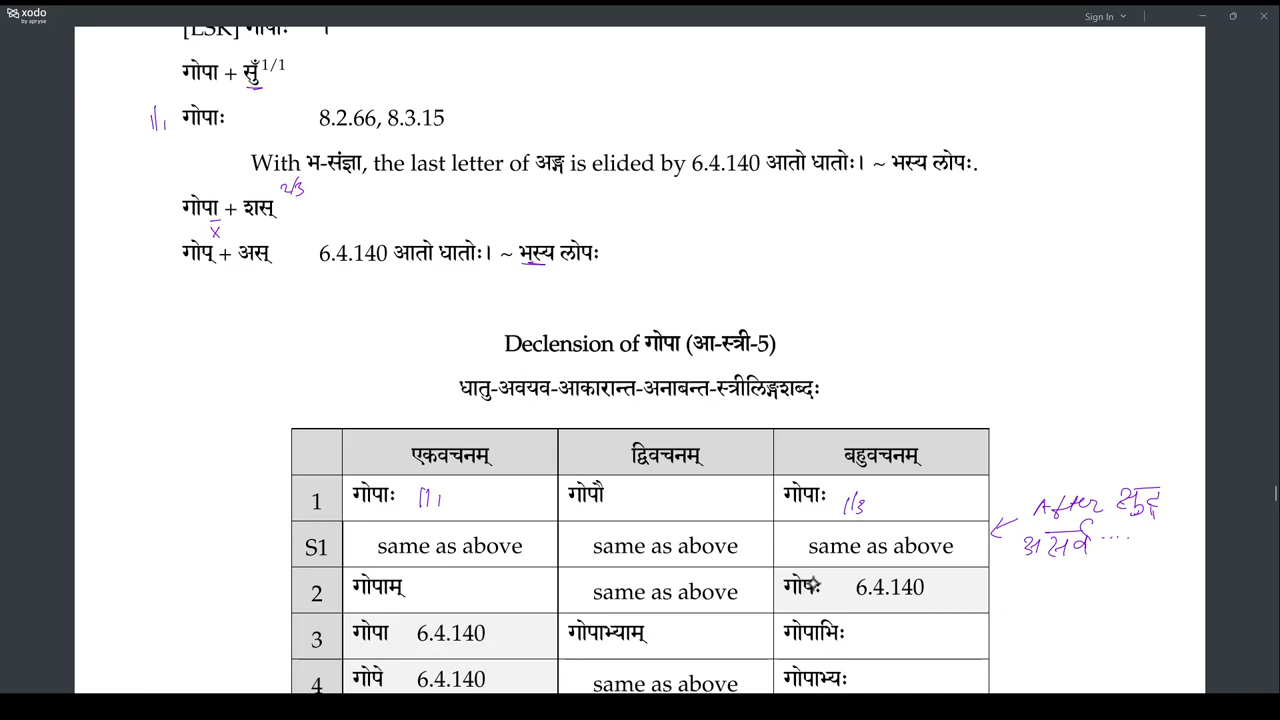 xodo
by apryse
Sign In
[LSK] गोपाः ।
गोपा + सुँ 1/1
1/1 गोपाः 8.2.66, 8.3.15
With भ-संज्ञा, the last letter of अङ्ग is elided by 6.4.140 आतो धातोः। ~ भस्य लोपः.
गोपा + शस् 2/3
x
गोप् + अस् 6.4.140 आतो धातोः। ~ भस्य लोपः
Declension of गोपा (आ-स्त्री-5)
धातु-अवयव-आकारान्त-अनाबन्त-स्त्रीलिङ्गशब्दः
एकवचनम् द्विवचनम् बहुवचनम्
1 गोपाः 1/1 गोपौ गोपाः 1/3
After सुट्
S1 same as above same as above same as above
असर्व ....
2 गोपाम् same as above गोपः 6.4.140
3 गोपा 6.4.140 गोपाभ्याम् गोपाभिः
4 गोपे 6.4.140 same as above गोपाभ्यः